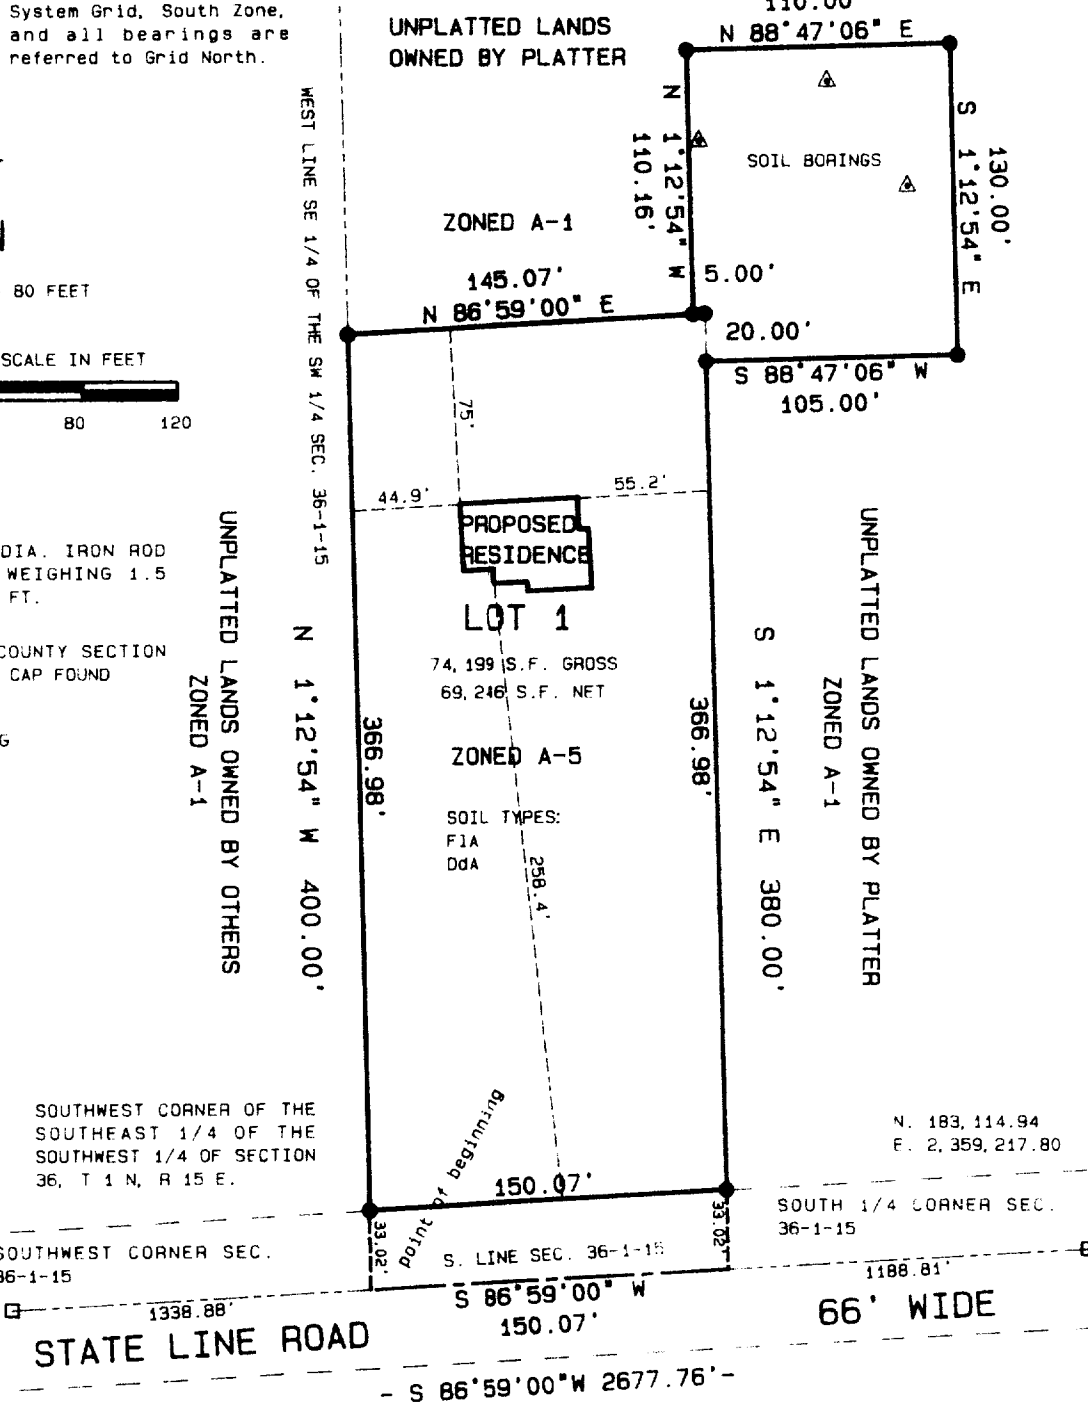 System Grid, South Zone,
and all bearings are
referred to Grid North.
UNPLATTED LANDS
OWNED BY PLATTER
110.00'
N 88°47'06" E
N 1°12'54" W
110.16'
SOIL BORINGS
S 1°12'54" E
130.00'
WEST LINE SE 1/4 OF THE SW 1/4 SEC. 36-1-15
ZONED A-1
145.07'
N 86°59'00" E
5.00'
20.00'
S 88°47'06" W
105.00'
80 FEET
SCALE IN FEET
80 120
75'
44.9'
55.2'
PROPOSED
RESIDENCE
LOT 1
74,199 S.F. GROSS
69,246 S.F. NET
ZONED A-5
SOIL TYPES:
FlA
DdA
258.4'
366.98'
366.98'
DIA. IRON ROD
WEIGHING 1.5
FT.
COUNTY SECTION
CAP FOUND
G
UNPLATTED LANDS OWNED BY OTHERS
ZONED A-1
N 1°12'54" W 400.00'
S 1°12'54" E 380.00'
UNPLATTED LANDS OWNED BY PLATTER
ZONED A-1
SOUTHWEST CORNER OF THE
SOUTHEAST 1/4 OF THE
SOUTHWEST 1/4 OF SECTION
36, T 1 N, R 15 E.
point of beginning
150.07'
N. 183,114.94
E. 2,359,217.80
SOUTH 1/4 CORNER SEC.
36-1-15
SOUTHWEST CORNER SEC.
36-1-15
33.02'
33.02'
S. LINE SEC. 36-1-15
1338.88'
1188.81'
S 86°59'00" W
150.07'
STATE LINE ROAD
66' WIDE
- S 86°59'00"W 2677.76'-